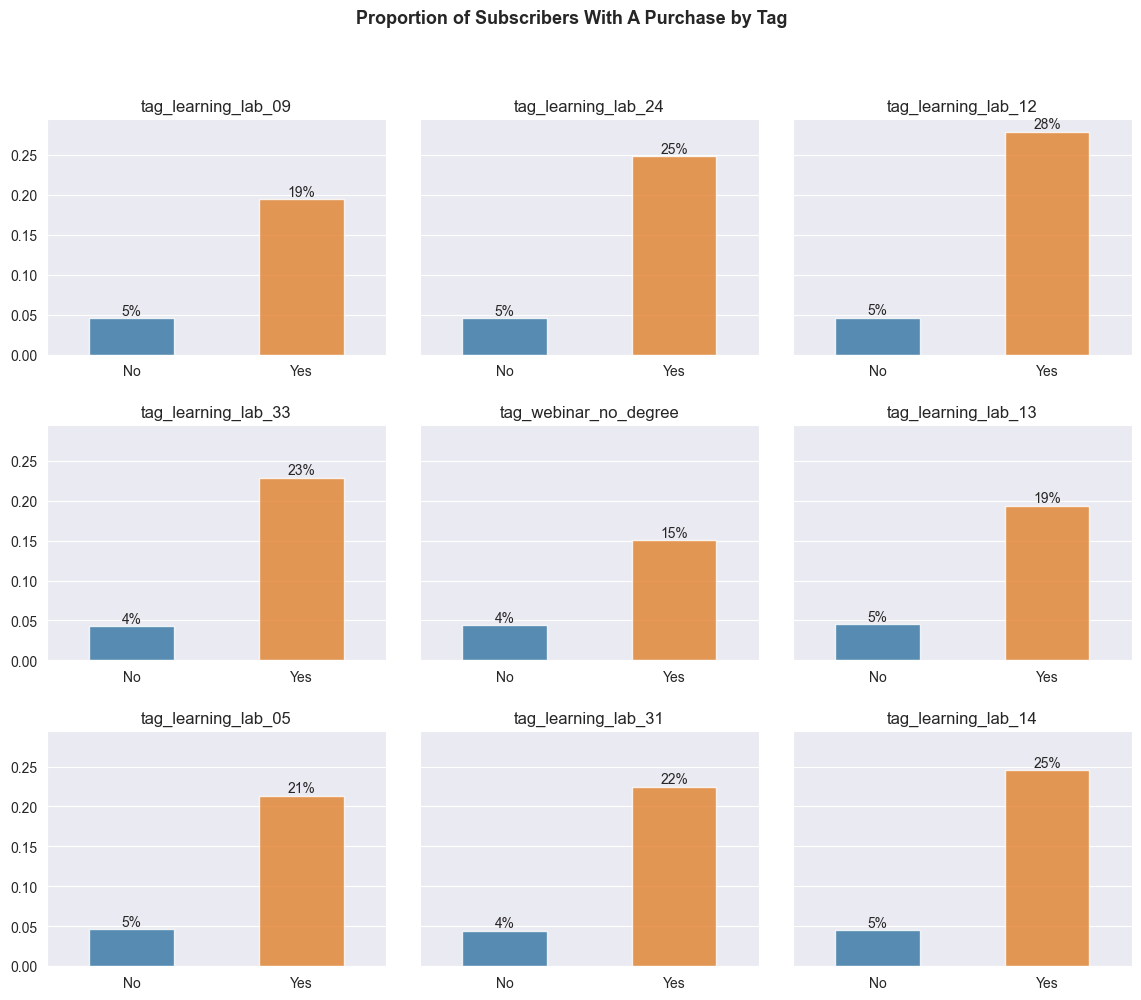 Proportion of Subscribers With A Purchase by Tag
tag_learning_lab_09
tag_learning_lab_24
tag_learning_lab_12
0.25
0.20
0.15
0.10
0.05
0.00
5%
19%
5%
25%
5%
28%
No
Yes
No
Yes
No
Yes
tag_learning_lab_33
tag_webinar_no_degree
tag_learning_lab_13
0.25
0.20
0.15
0.10
0.05
0.00
4%
23%
4%
15%
5%
19%
No
Yes
No
Yes
No
Yes
tag_learning_lab_05
tag_learning_lab_31
tag_learning_lab_14
0.25
0.20
0.15
0.10
0.05
0.00
5%
21%
4%
22%
5%
25%
No
Yes
No
Yes
No
Yes